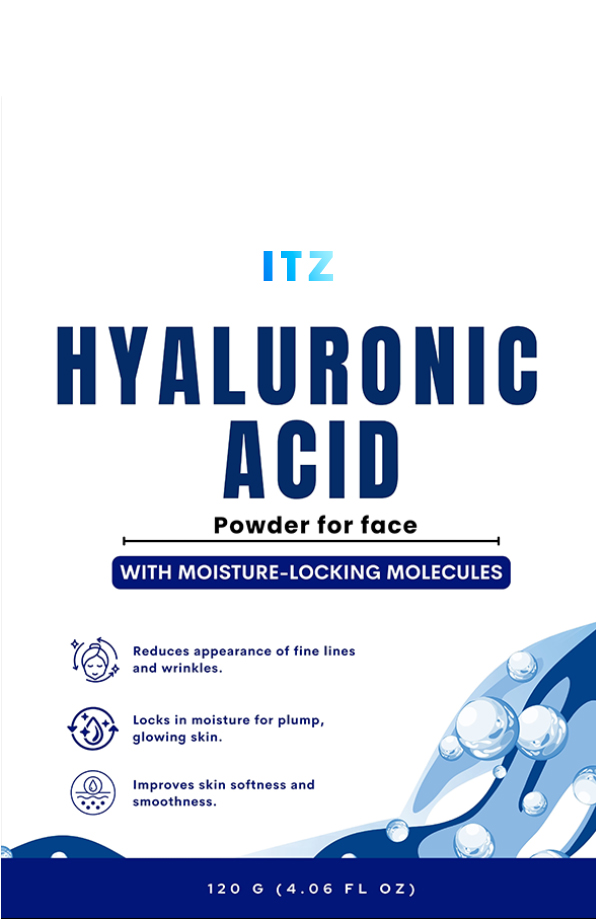 ITZ
HYALURONIC
ACID
Powder for face
WITH MOISTURE-LOCKING MOLECULES
Reduces appearance of fine lines
and wrinkles.
Locks in moisture for plump,
glowing skin.
Improves skin softness and
smoothness.
120 G (4.06 FL OZ)